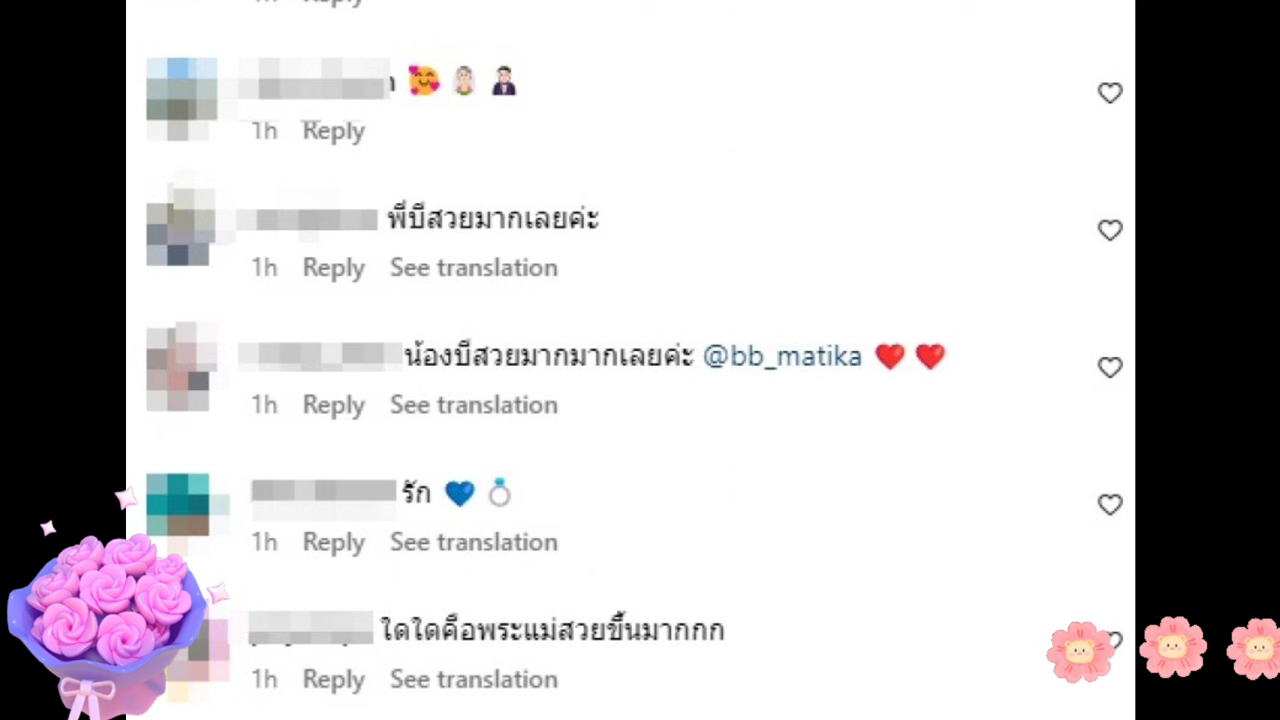 1h Reply
🥰 👰 🤵
1h Reply
พี่บีสวยมากเลยค่ะ
1h Reply See translation
น้องบีสวยมากมากเลยค่ะ @bb_matika ❤️ ❤️
1h Reply See translation
รัก 💙 💍
1h Reply See translation
ใดใดคือพระแม่สวยขึ้นมากกก
1h Reply See translation